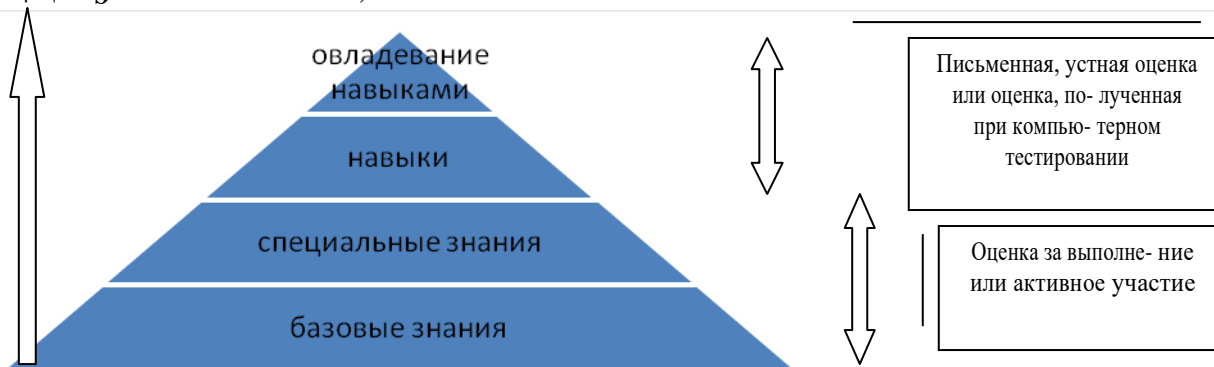 овладевание
навыками
навыки
специальные знания
базовые знания
Письменная, устная оценка
или оценка, по- лученная
при компью- терном
тестировании
Оценка за выполне- ние
или активное участие